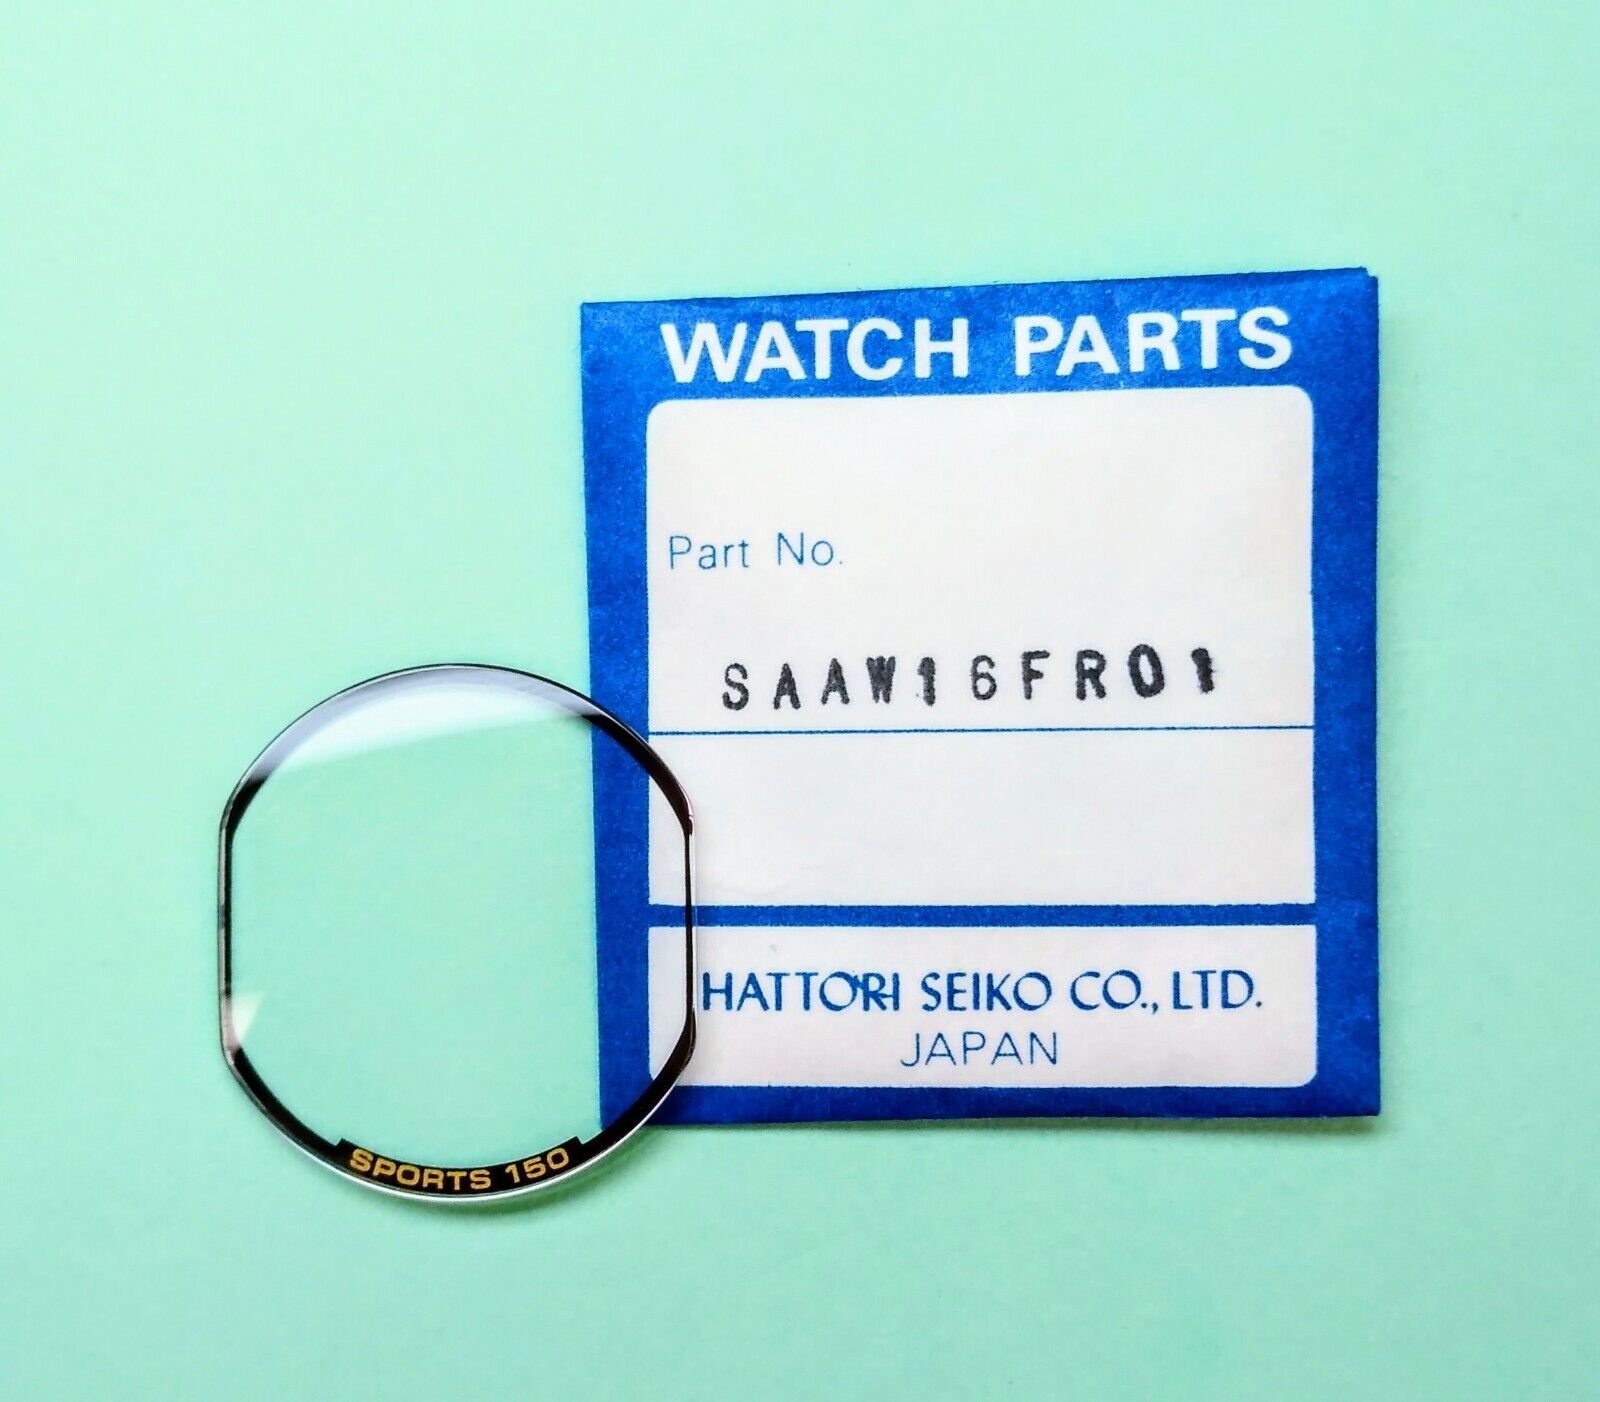 WATCH PARTS
Part No.
SAAW16FR01
HATTORI SEIKO CO., LTD.
JAPAN
SPORTS 150